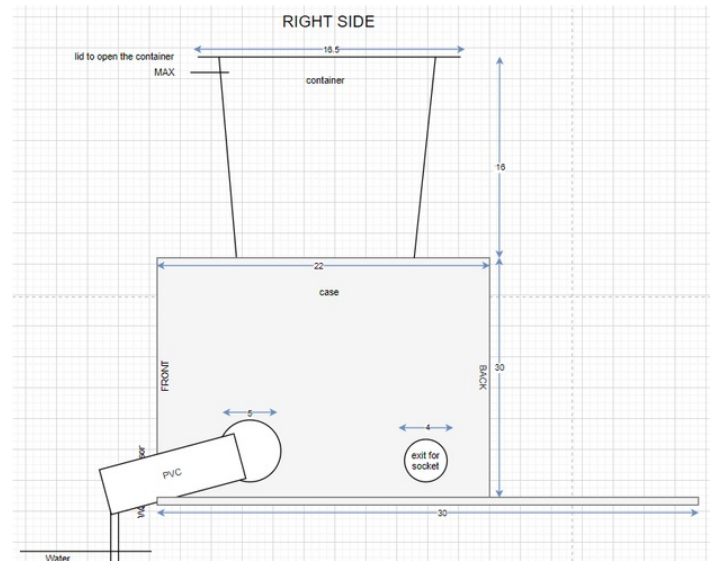 RIGHT SIDE
18.5
lid to open the container
MAX
container
16
22
case
FRONT
BACK
30
5
4
exit for
socket
PVC
30
Water